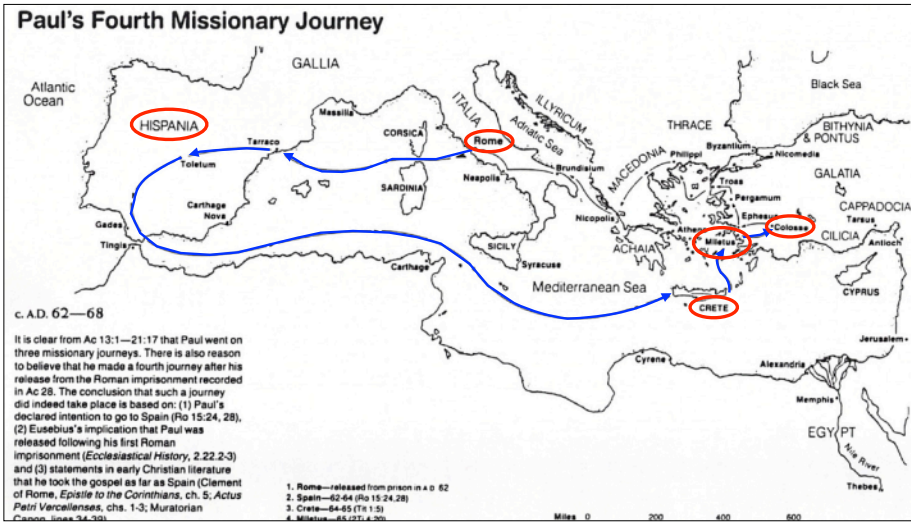 Paul's Fourth Missionary Journey
Atlantic
Ocean
GALLIA
Black Sea
HISPANIA
Massilia
ITALIA
ILLYRICUM
Adriatic Sea
THRACE
BITHYNIA
& PONTUS
Tarraco
CORSICA
Rome
Byzantium
Nicomedia
Toletum
Neapolis
Brundisium
MACEDONIA
Philippi
GALATIA
SARDINIA
Troas
Pergamum
CAPPADOCIA
Carthage
Nova
Nicopolis
Ephesus
Colosse
Tarsus
Gades
Athens
Miletus
CILICIA
Tingis
SICILY
ACHAIA
Antioch
Carthage
Syracuse
Mediterranean Sea
CYPRUS
CRETE
c. A.D. 62—68
Jerusalem
Cyrene
Alexandria
Memphis
EGYPT
Nile River
Thebes
It is clear from Ac 13:1—21:17 that Paul went on
three missionary journeys. There is also reason
to believe that he made a fourth journey after his
release from the Roman imprisonment recorded
in Ac 28. The conclusion that such a journey
did indeed take place is based on: (1) Paul's
declared intention to go to Spain (Ro 15:24, 28),
(2) Eusebius's implication that Paul was
released following his first Roman
imprisonment (Ecclesiastical History, 2.22.2-3)
and (3) statements in early Christian literature
that he took the gospel as far as Spain (Clement
of Rome, Epistle to the Corinthians, ch. 5; Actus
Petri Vercellenses, chs. 1-3; Muratorian
Canon, lines 34-39)
1. Rome—released from prison in A D 62
2. Spain—62-64 (Ro 15:24,28)
3. Crete—64-65 (Tit 1:5)
4. Miletus—65 (2Ti 4:20)
Miles 0 200 400 600